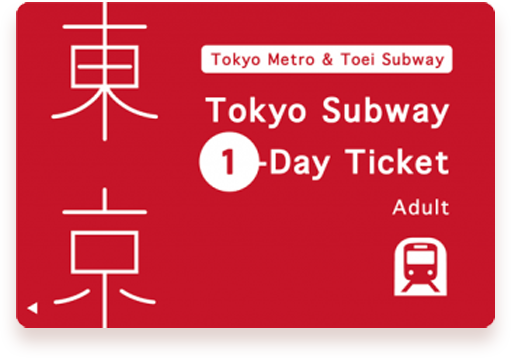 東京
Tokyo Metro & Toei Subway
Tokyo Subway
1-Day Ticket
Adult